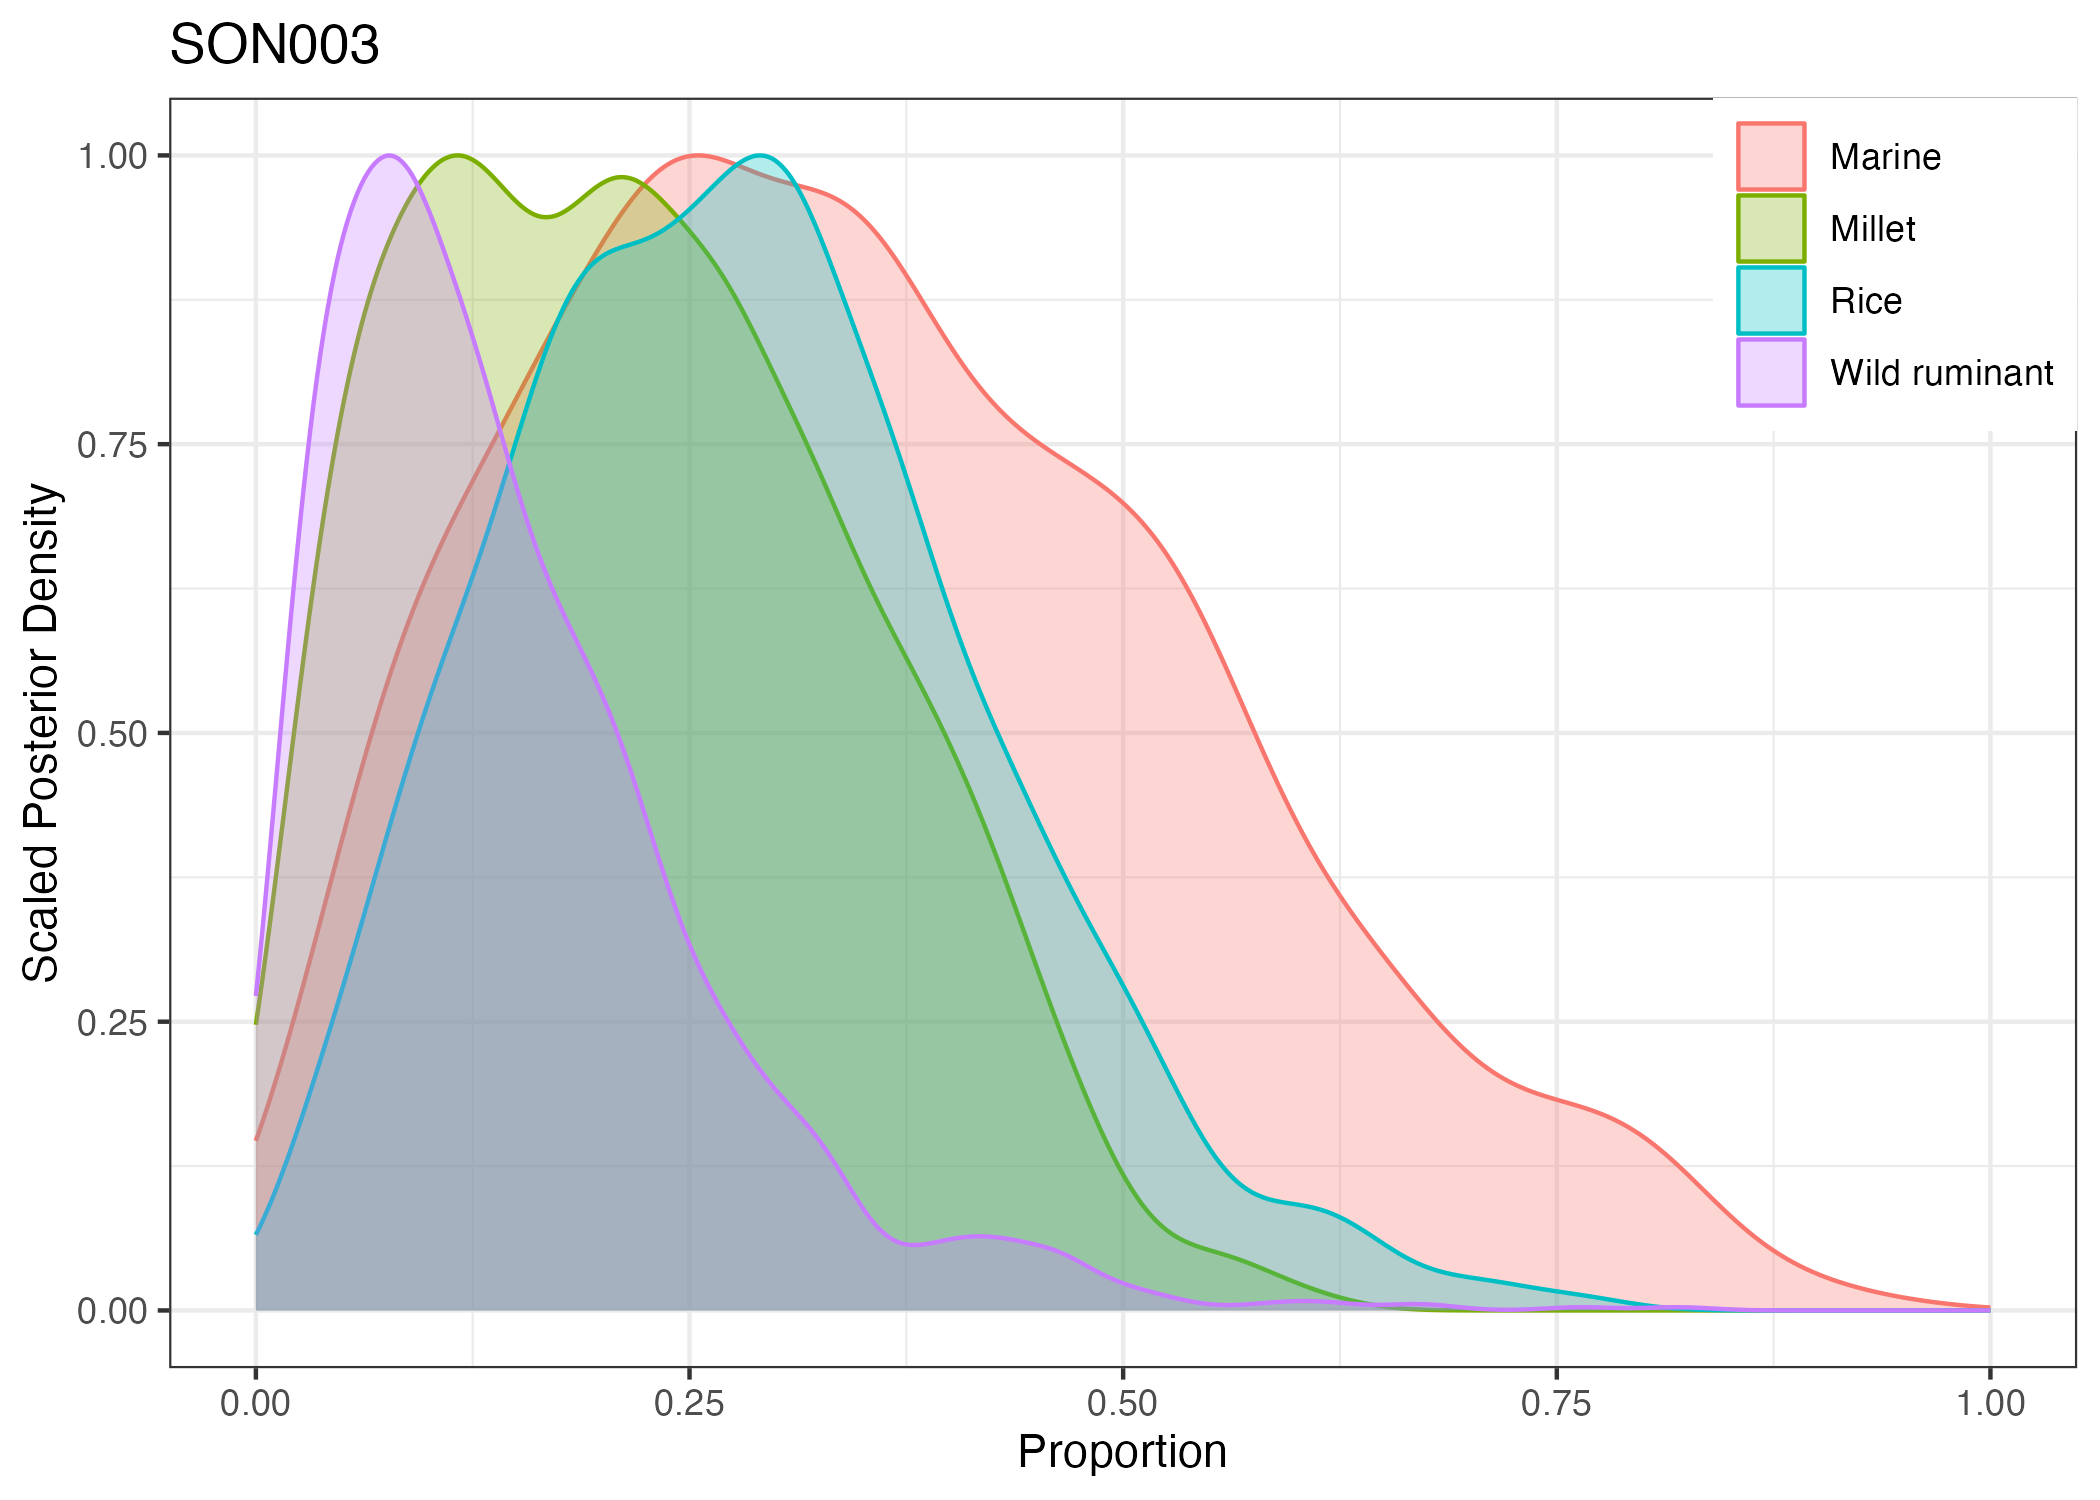 SON003
Marine
Millet
Rice
Wild ruminant
Scaled Posterior Density
1.00
0.75
0.50
0.25
0.00
0.00 0.25 0.50 0.75 1.00
Proportion